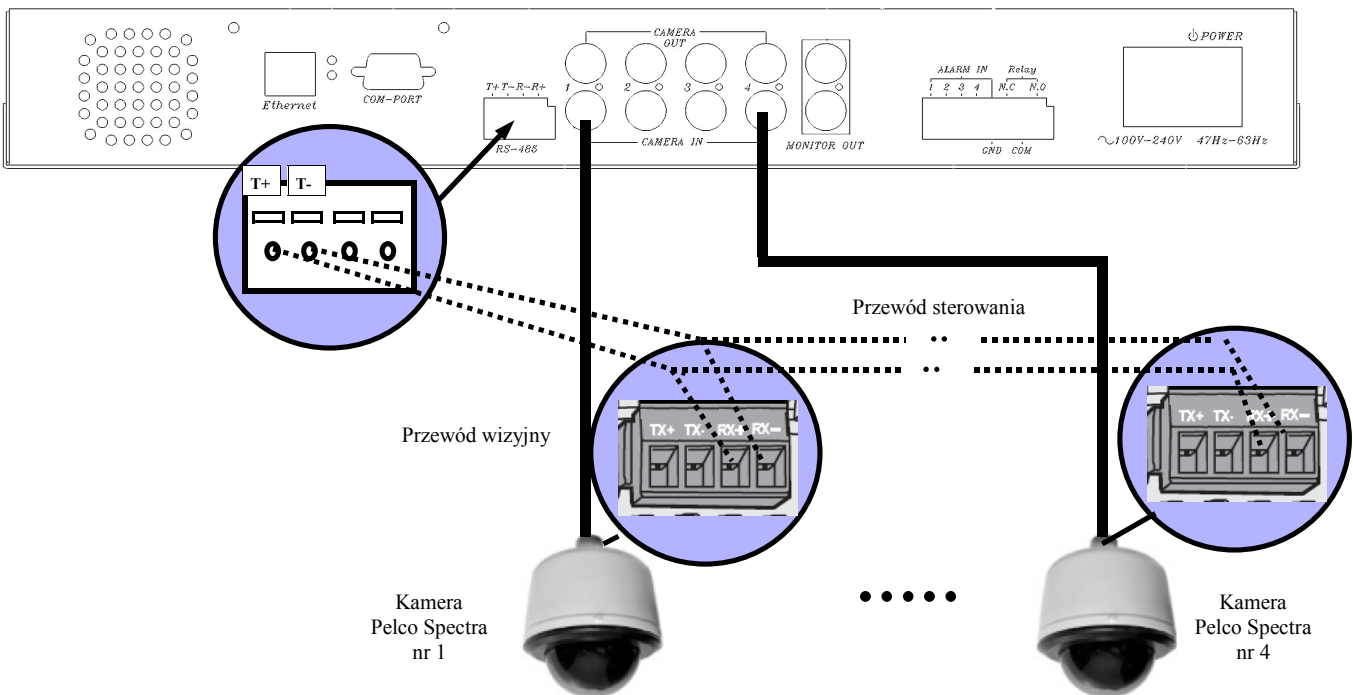 POWER
CAMERA
OUT
ALARM IN Relay
1 2 3 4 N.C N.O
T+ T- R- R+
1 2 3 4
Ethernet
COM-PORT
RS-485
CAMERA IN
MONITOR OUT
100V-240V 47Hz-63Hz
GND COM
T+ T-
Przewód sterowania
TX+ TX- RX+ RX-
TX+ TX- RX+ RX-
Przewód wizyjny
Kamera
Pelco Spectra
nr 1
Kamera
Pelco Spectra
nr 4